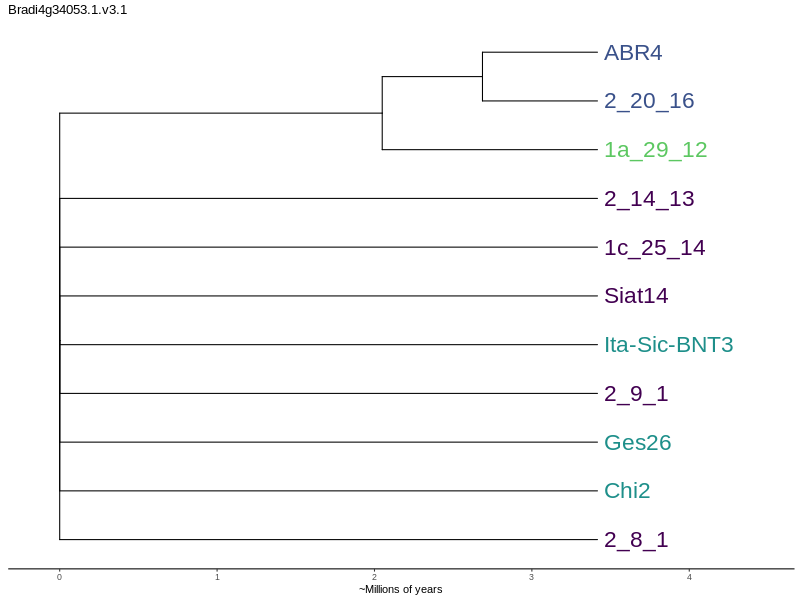 Bradi4g34053.1.v3.1
ABR4
2_20_16
1a_29_12
2_14_13
1c_25_14
Siat14
Ita-Sic-BNT3
2_9_1
Ges26
Chi2
2_8_1
0 1 2 3 4
~Millions of years